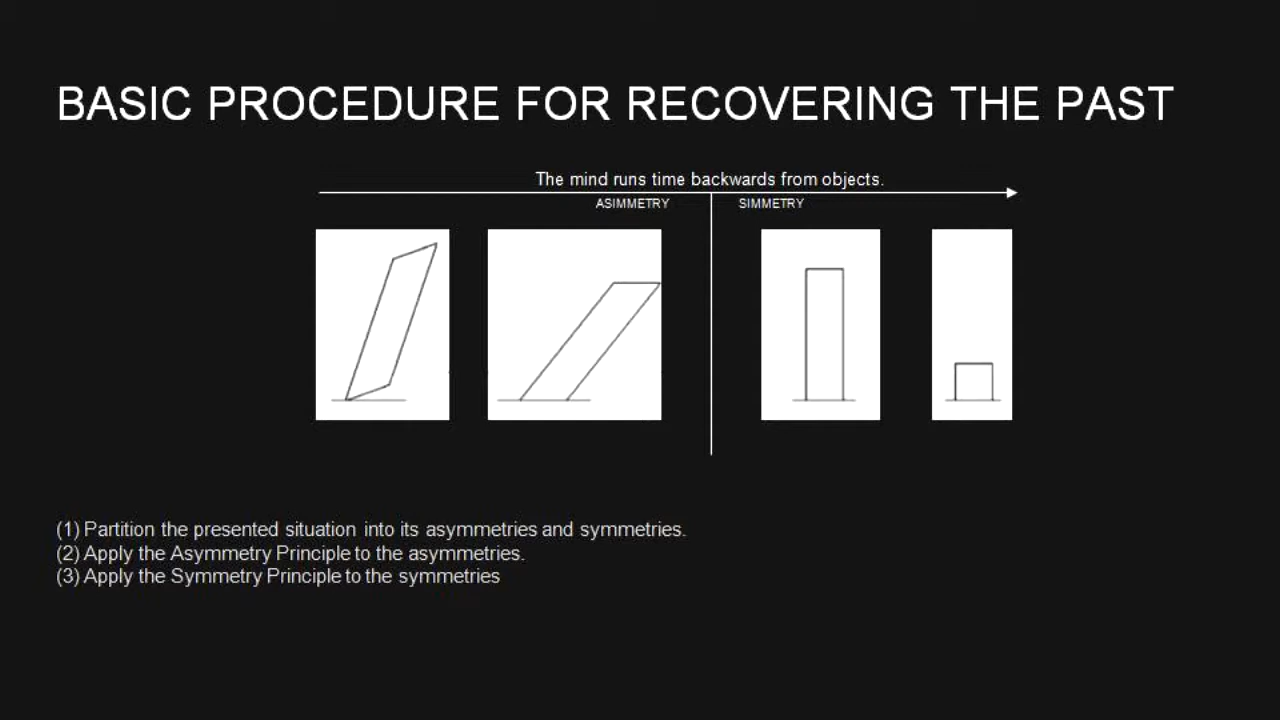 BASIC PROCEDURE FOR RECOVERING THE PAST
The mind runs time backwards from objects.
ASIMMETRY
SIMMETRY
(1) Partition the presented situation into its asymmetries and symmetries.
(2) Apply the Asymmetry Principle to the asymmetries.
(3) Apply the Symmetry Principle to the symmetries